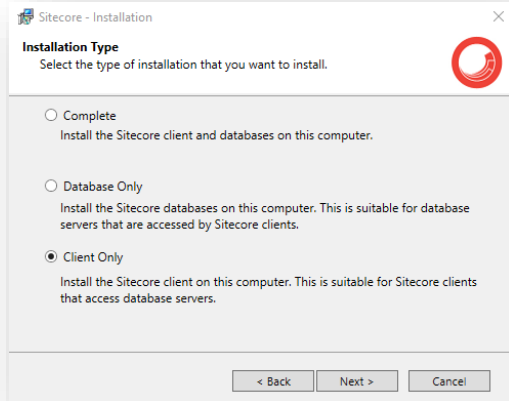 Sitecore - Installation
Installation Type
Select the type of installation that you want to install.
Complete
Install the Sitecore client and databases on this computer.
Database Only
Install the Sitecore databases on this computer. This is suitable for database
servers that are accessed by Sitecore clients.
Client Only
Install the Sitecore client on this computer. This is suitable for Sitecore clients
that access database servers.
< Back Next > Cancel